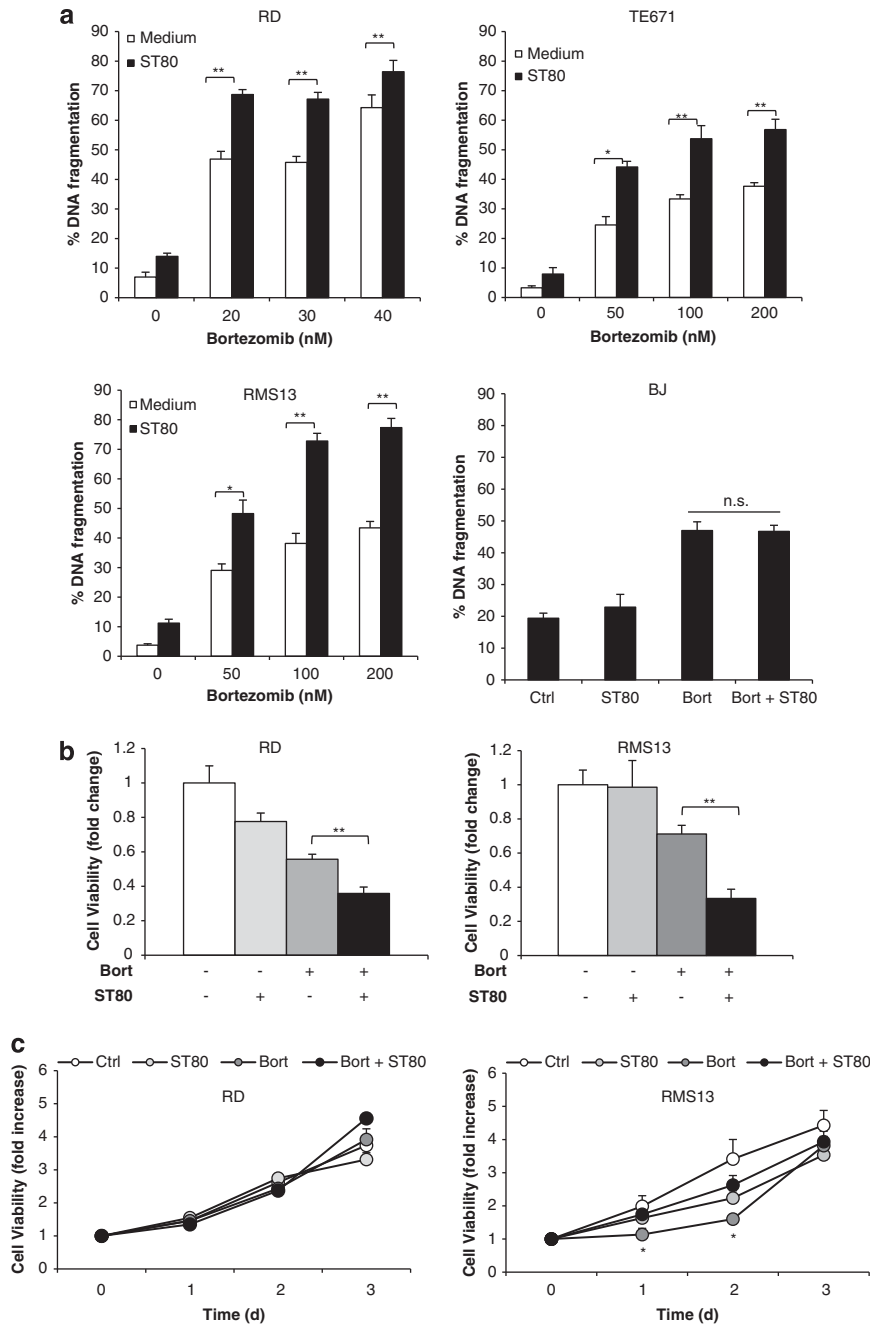 a
RD
Medium
ST80
% DNA fragmentation
90
80
70
60
50
40
30
20
10
0
** ** **
0 20 30 40
Bortezomib (nM)
TE671
Medium
ST80
% DNA fragmentation
90
80
70
60
50
40
30
20
10
0
* ** **
0 50 100 200
Bortezomib (nM)
RMS13
Medium
ST80
% DNA fragmentation
90
80
70
60
50
40
30
20
10
0
* ** **
0 50 100 200
Bortezomib (nM)
BJ
% DNA fragmentation
90
80
70
60
50
40
30
20
10
0
n.s.
Ctrl ST80 Bort Bort + ST80
b
RD
Cell Viability (fold change)
1.2
1
0.8
0.6
0.4
0.2
0
**
Bort - - + +
ST80 - + - +
RMS13
Cell Viability (fold change)
1.2
1
0.8
0.6
0.4
0.2
0
**
Bort - - + +
ST80 - + - +
c
Ctrl ST80 Bort Bort + ST80
RD
Cell Viability (fold increase)
6
5
4
3
2
1
0
0 1 2 3
Time (d)
Ctrl ST80 Bort Bort + ST80
RMS13
Cell Viability (fold increase)
6
5
4
3
2
1
0
* *
0 1 2 3
Time (d)